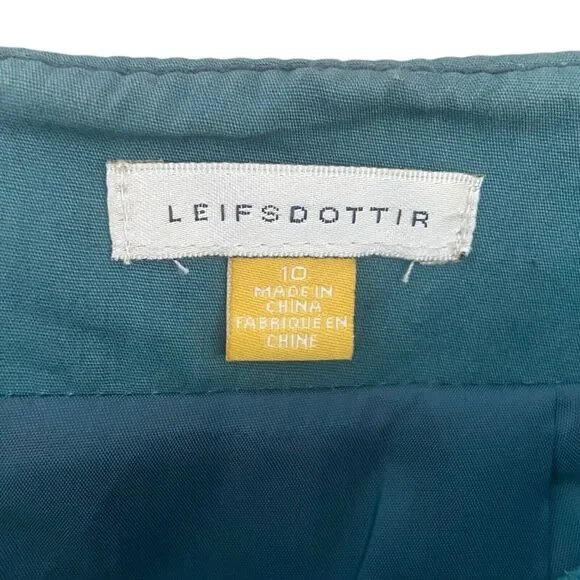 LEIFSDOTTIR
10
MADE IN
CHINA
FABRIQUE EN
CHINE